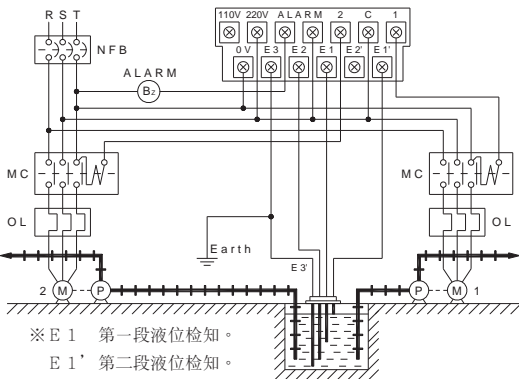 R S T
NFB
ALARM
Bz
110V 220V ALARM 2 C 1
0V E3 E2 E1 E2' E1'
MC
MC
OL
OL
Earth
E3'
2 M P
P M 1
※E1 第一段液位檢知。
E1' 第二段液位檢知。